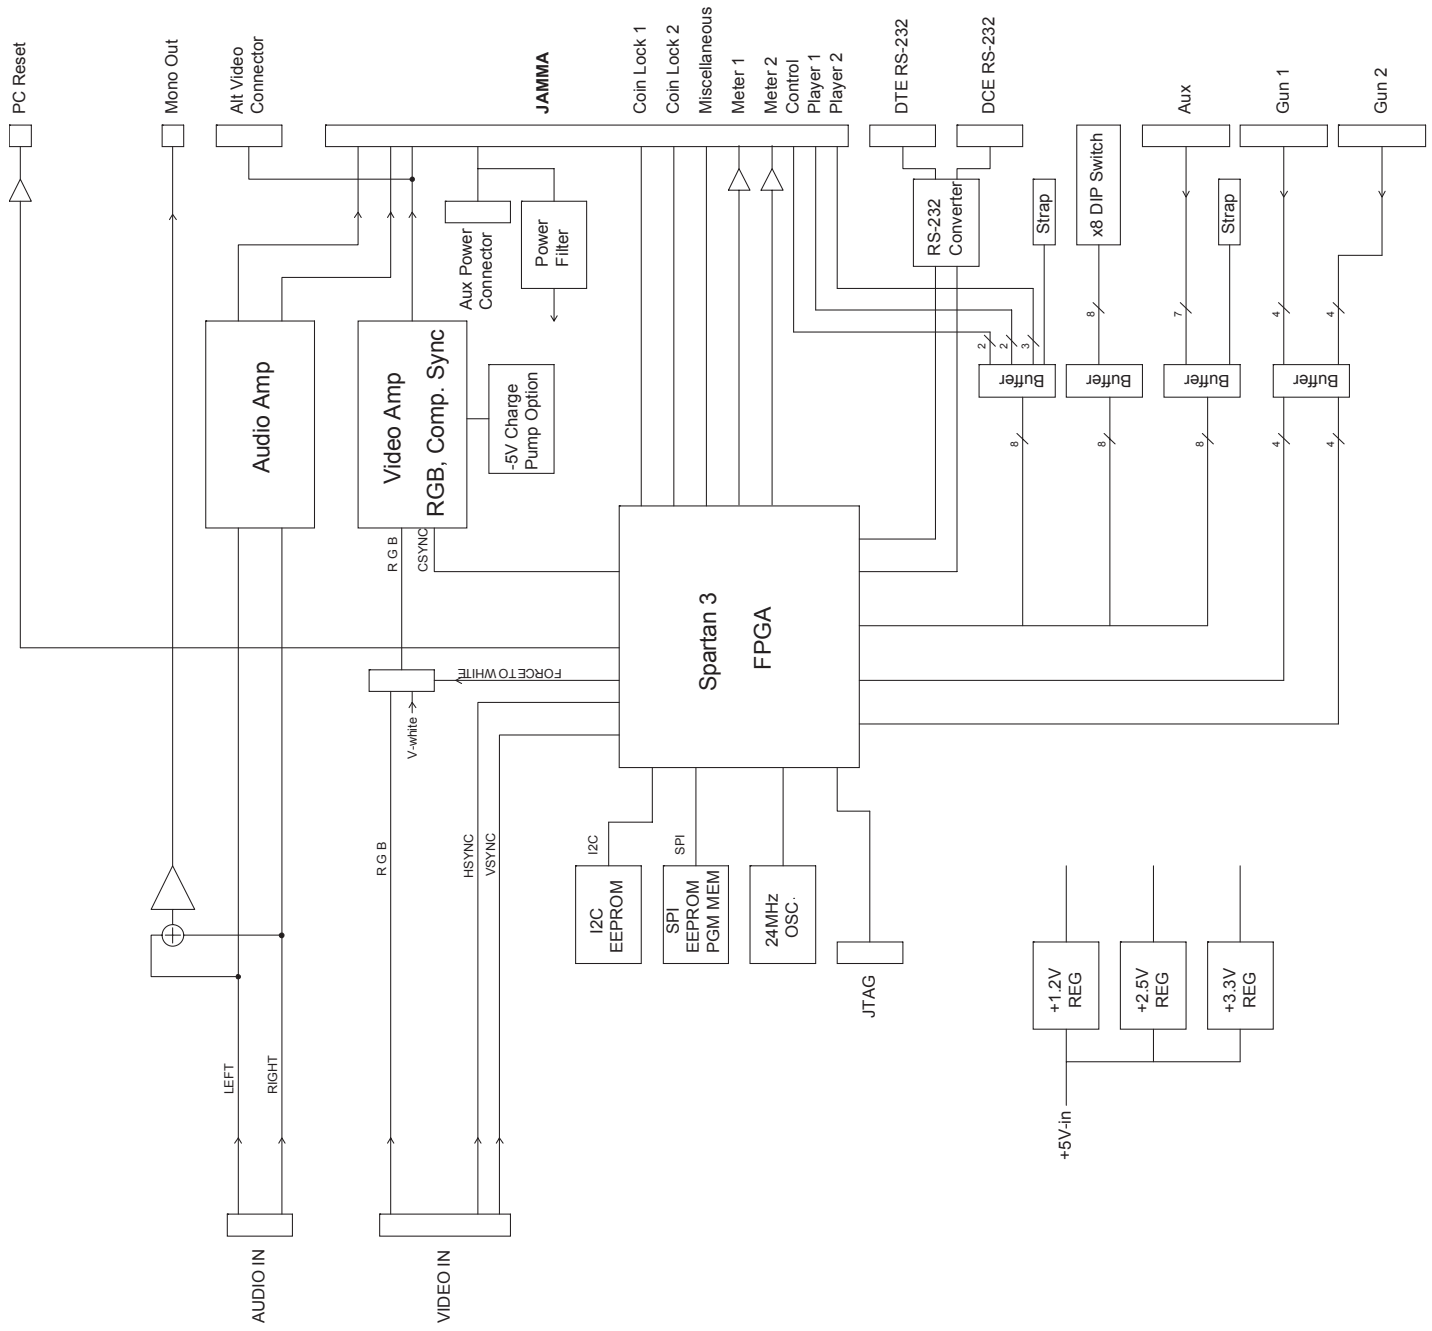 PC Reset
Mono Out
Alt Video
Connector
JAMMA
Coin Lock 1
Coin Lock 2
Miscellaneous
Meter 1
Meter 2
Control
Player 1
Player 2
DTE RS-232
DCE RS-232
Aux
Gun 1
Gun 2
Aux Power
Connector
Power
Filter
RS-232
Converter
Strap
x8 DIP Switch
Strap
Audio Amp
Video Amp
RGB, Comp. Sync
-5V Charge
Pump Option
2
2
3
8
7
4
4
Buffer
Buffer
Buffer
Buffer
8
8
8
4
4
R G B
CSYNC
Spartan 3
FPGA
FORCE TO WHITE
V-white
R G B
HSYNC
VSYNC
I2C
SPI
I2C
EEPROM
SPI
EEPROM
PGM MEM
24MHz
OSC.
JTAG
+1.2V
REG
+2.5V
REG
+3.3V
REG
+5V-in
LEFT
RIGHT
AUDIO IN
VIDEO IN